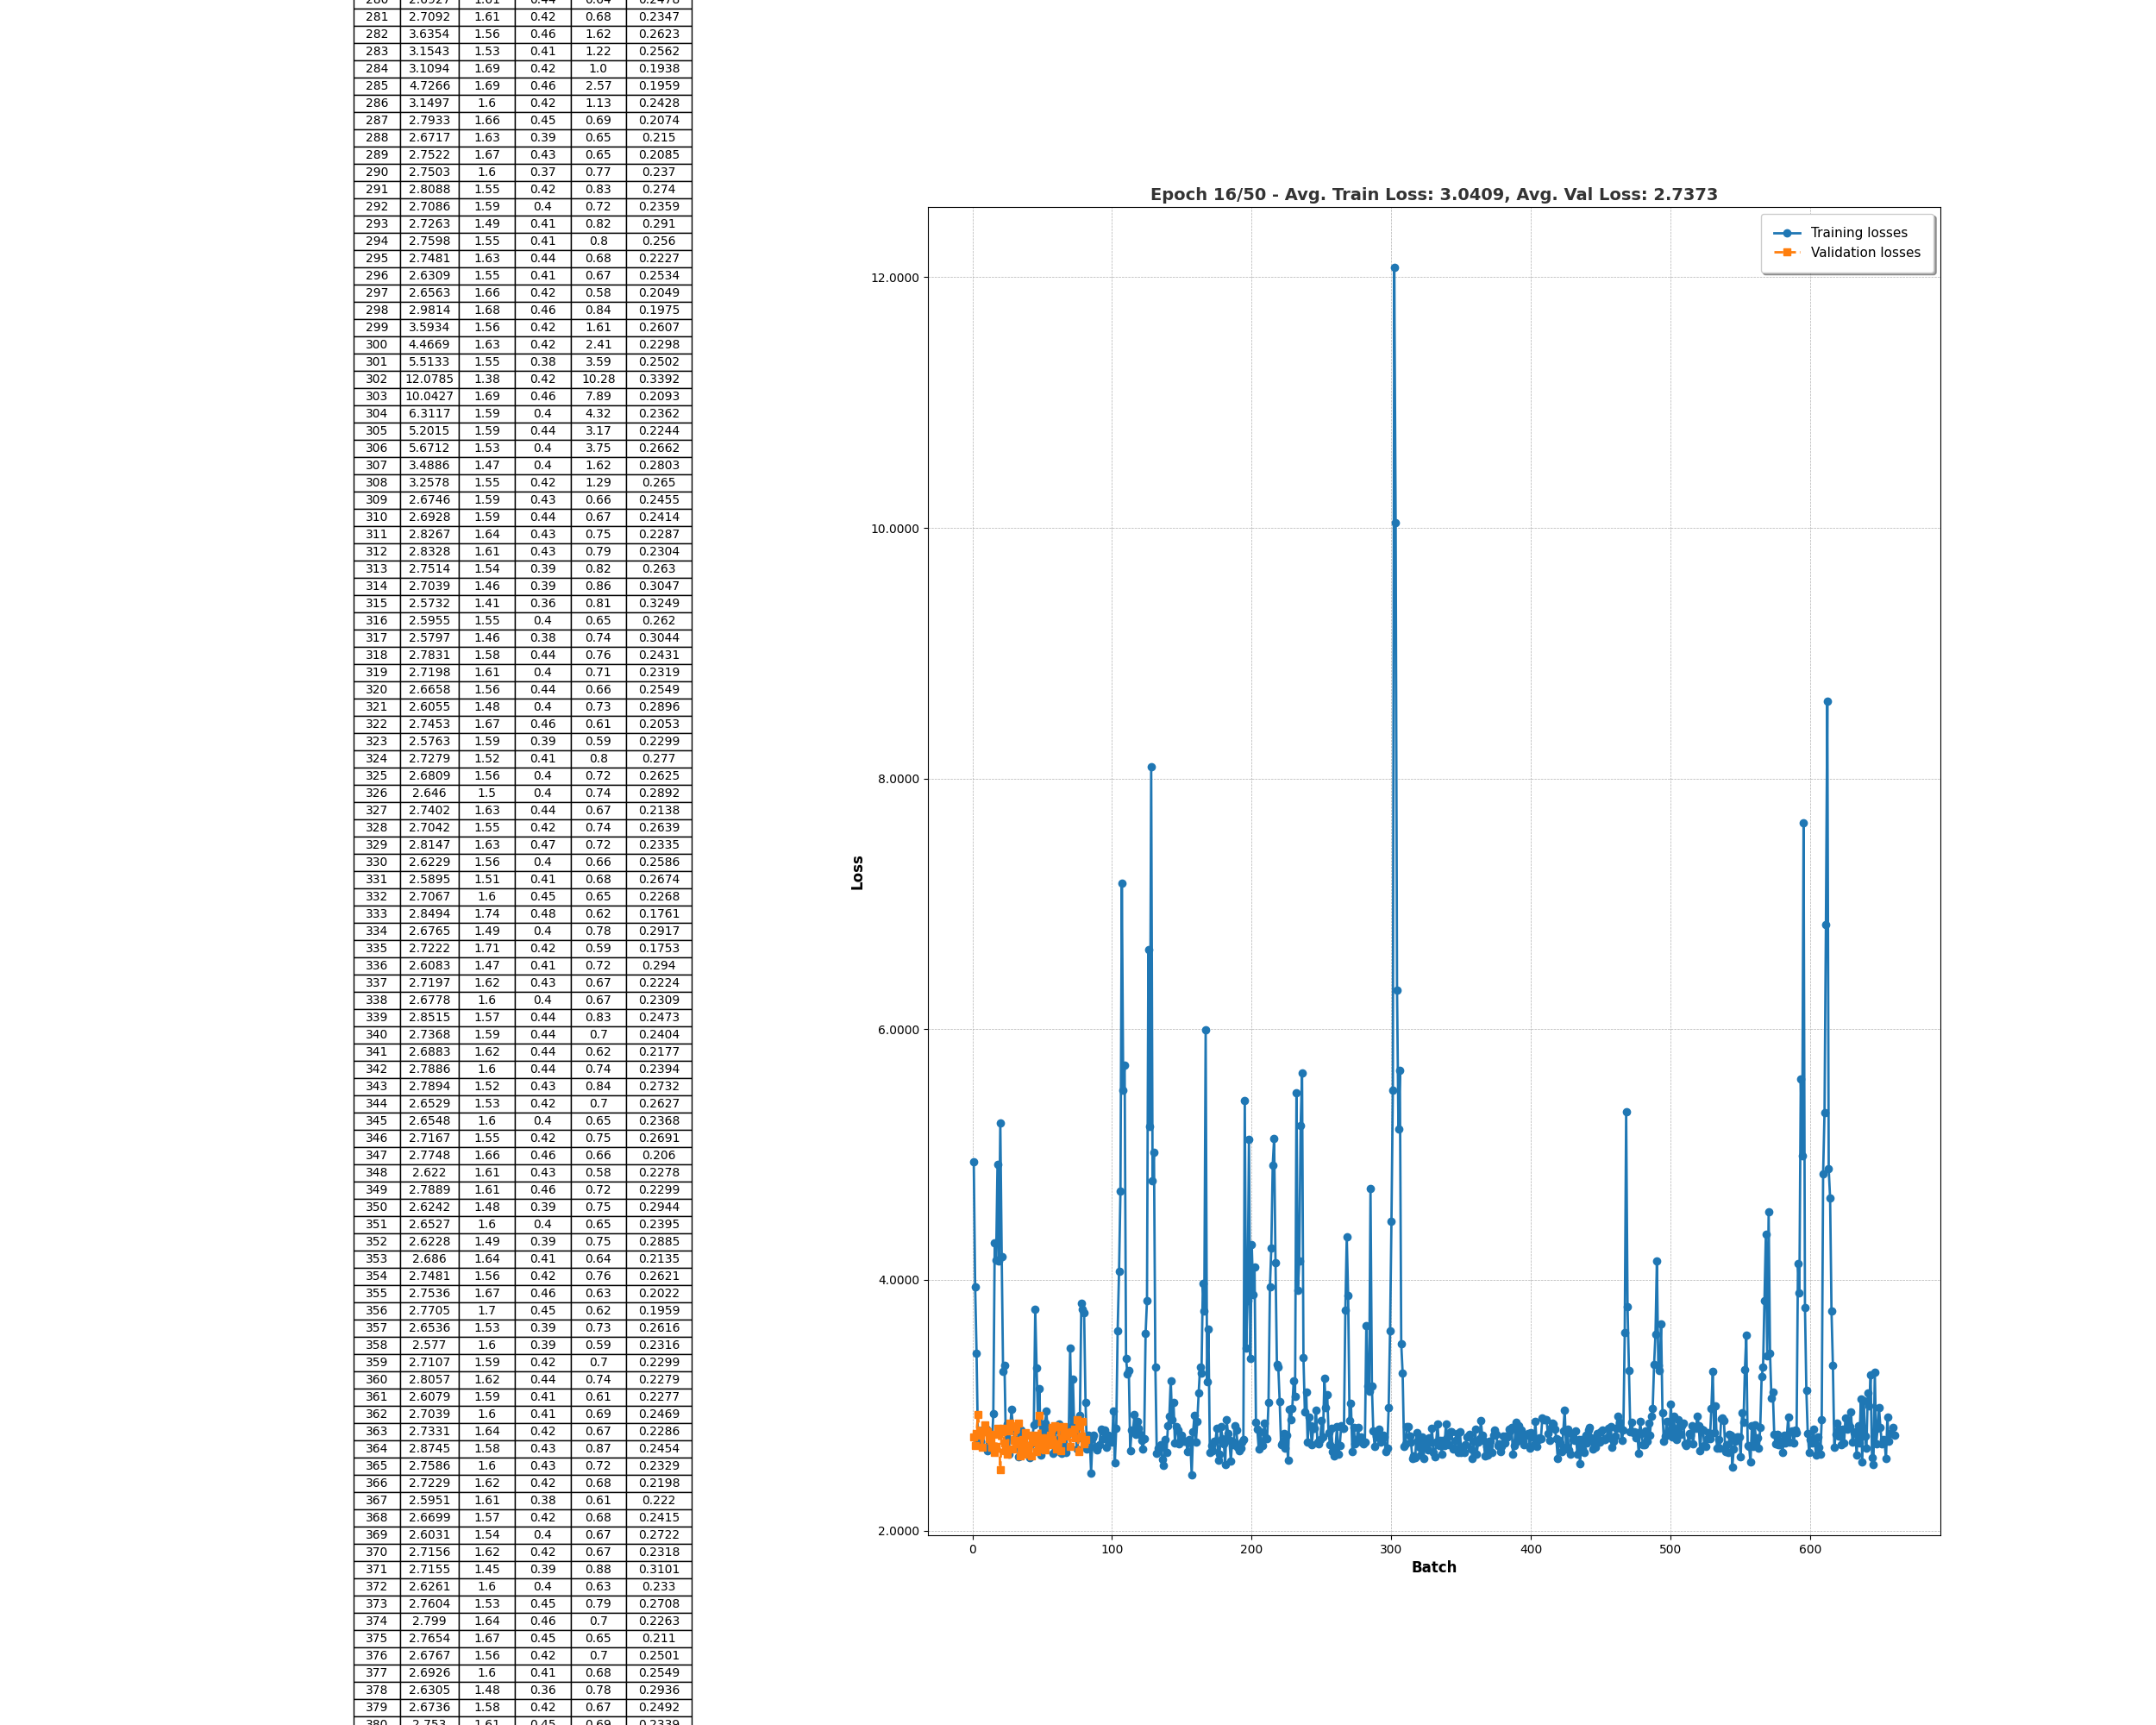 281 2.7092 1.61 0.42 0.68 0.2347
282 3.6354 1.56 0.46 1.62 0.2623
283 3.1543 1.53 0.41 1.22 0.2562
284 3.1094 1.69 0.42 1.0 0.1938
285 4.7266 1.69 0.46 2.57 0.1959
286 3.1497 1.6 0.42 1.13 0.2428
287 2.7933 1.66 0.45 0.69 0.2074
288 2.6717 1.63 0.39 0.65 0.215
289 2.7522 1.67 0.43 0.65 0.2085
290 2.7503 1.6 0.37 0.77 0.237
291 2.8088 1.55 0.42 0.83 0.274
292 2.7086 1.59 0.4 0.72 0.2359
293 2.7263 1.49 0.41 0.82 0.291
294 2.7598 1.55 0.41 0.8 0.256
295 2.7481 1.63 0.44 0.68 0.2227
296 2.6309 1.55 0.41 0.67 0.2534
297 2.6563 1.66 0.42 0.58 0.2049
298 2.9814 1.68 0.46 0.84 0.1975
299 3.5934 1.56 0.42 1.61 0.2607
300 4.4669 1.63 0.42 2.41 0.2298
301 5.5133 1.55 0.38 3.59 0.2502
302 12.0785 1.38 0.42 10.28 0.3392
303 10.0427 1.69 0.46 7.89 0.2093
304 6.3117 1.59 0.4 4.32 0.2362
305 5.2015 1.59 0.44 3.17 0.2244
306 5.6712 1.53 0.4 3.75 0.2662
307 3.4886 1.47 0.4 1.62 0.2803
308 3.2578 1.55 0.42 1.29 0.265
309 2.6746 1.59 0.43 0.66 0.2455
310 2.6928 1.59 0.44 0.67 0.2414
311 2.8267 1.64 0.43 0.75 0.2287
312 2.8328 1.61 0.43 0.79 0.2304
313 2.7514 1.54 0.39 0.82 0.263
314 2.7039 1.46 0.39 0.86 0.3047
315 2.5732 1.41 0.36 0.81 0.3249
316 2.5955 1.55 0.4 0.65 0.262
317 2.5797 1.46 0.38 0.74 0.3044
318 2.7831 1.58 0.44 0.76 0.2431
319 2.7198 1.61 0.4 0.71 0.2319
320 2.6658 1.56 0.44 0.66 0.2549
321 2.6055 1.48 0.4 0.73 0.2896
322 2.7453 1.67 0.46 0.61 0.2053
323 2.5763 1.59 0.39 0.59 0.2299
324 2.7279 1.52 0.41 0.8 0.277
325 2.6809 1.56 0.4 0.72 0.2625
326 2.646 1.5 0.4 0.74 0.2892
327 2.7402 1.63 0.44 0.67 0.2138
328 2.7042 1.55 0.42 0.74 0.2639
329 2.8147 1.63 0.47 0.72 0.2335
330 2.6229 1.56 0.4 0.66 0.2586
331 2.5895 1.51 0.41 0.68 0.2674
332 2.7067 1.6 0.45 0.65 0.2268
333 2.8494 1.74 0.48 0.62 0.1761
334 2.6765 1.49 0.4 0.78 0.2917
335 2.7222 1.71 0.42 0.59 0.1753
336 2.6083 1.47 0.41 0.72 0.294
337 2.7197 1.62 0.43 0.67 0.2224
338 2.6778 1.6 0.4 0.67 0.2309
339 2.8515 1.57 0.44 0.83 0.2473
340 2.7368 1.59 0.44 0.7 0.2404
341 2.6883 1.62 0.44 0.62 0.2177
342 2.7886 1.6 0.44 0.74 0.2394
343 2.7894 1.52 0.43 0.84 0.2732
344 2.6529 1.53 0.42 0.7 0.2627
345 2.6548 1.6 0.4 0.65 0.2368
346 2.7167 1.55 0.42 0.75 0.2691
347 2.7748 1.66 0.46 0.66 0.206
348 2.622 1.61 0.43 0.58 0.2278
349 2.7889 1.61 0.46 0.72 0.2299
350 2.6242 1.48 0.39 0.75 0.2944
351 2.6527 1.6 0.4 0.65 0.2395
352 2.6228 1.49 0.39 0.75 0.2885
353 2.686 1.64 0.41 0.64 0.2135
354 2.7481 1.56 0.42 0.76 0.2621
355 2.7536 1.67 0.46 0.63 0.2022
356 2.7705 1.7 0.45 0.62 0.1959
357 2.6536 1.53 0.39 0.73 0.2616
358 2.577 1.6 0.39 0.59 0.2316
359 2.7107 1.59 0.42 0.7 0.2299
360 2.8057 1.62 0.44 0.74 0.2279
361 2.6079 1.59 0.41 0.61 0.2277
362 2.7039 1.6 0.41 0.69 0.2469
363 2.7331 1.64 0.42 0.67 0.2286
364 2.8745 1.58 0.43 0.87 0.2454
365 2.7586 1.6 0.43 0.72 0.2329
366 2.7229 1.62 0.42 0.68 0.2198
367 2.5951 1.61 0.38 0.61 0.222
368 2.6699 1.57 0.42 0.68 0.2415
369 2.6031 1.54 0.4 0.67 0.2722
370 2.7156 1.62 0.42 0.67 0.2318
371 2.7155 1.45 0.39 0.88 0.3101
372 2.6261 1.6 0.4 0.63 0.233
373 2.7604 1.53 0.45 0.79 0.2708
374 2.799 1.64 0.46 0.7 0.2263
375 2.7654 1.67 0.45 0.65 0.211
376 2.6767 1.56 0.42 0.7 0.2501
377 2.6926 1.6 0.41 0.68 0.2549
378 2.6305 1.48 0.36 0.78 0.2936
379 2.6736 1.58 0.42 0.67 0.2492
380 2.753 1.61 0.45 0.69 0.2339
Epoch 16/50 - Avg. Train Loss: 3.0409, Avg. Val Loss: 2.7373
Training losses
Validation losses
12.0000
10.0000
8.0000
6.0000
4.0000
2.0000
Loss
0 100 200 300 400 500 600
Batch